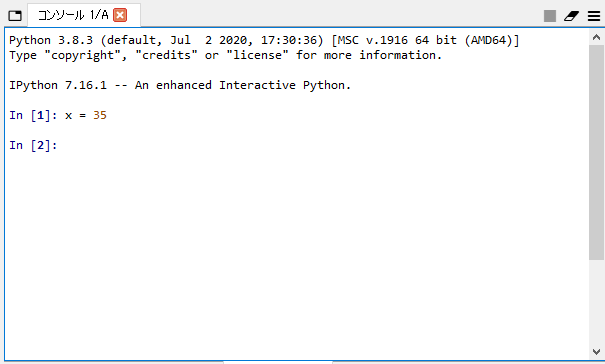 コンソール 1/A
Python 3.8.3 (default, Jul  2 2020, 17:30:36) [MSC v.1916 64 bit (AMD64)]
Type "copyright", "credits" or "license" for more information.
IPython 7.16.1 -- An enhanced Interactive Python.
In [1]: x = 35
In [2]: